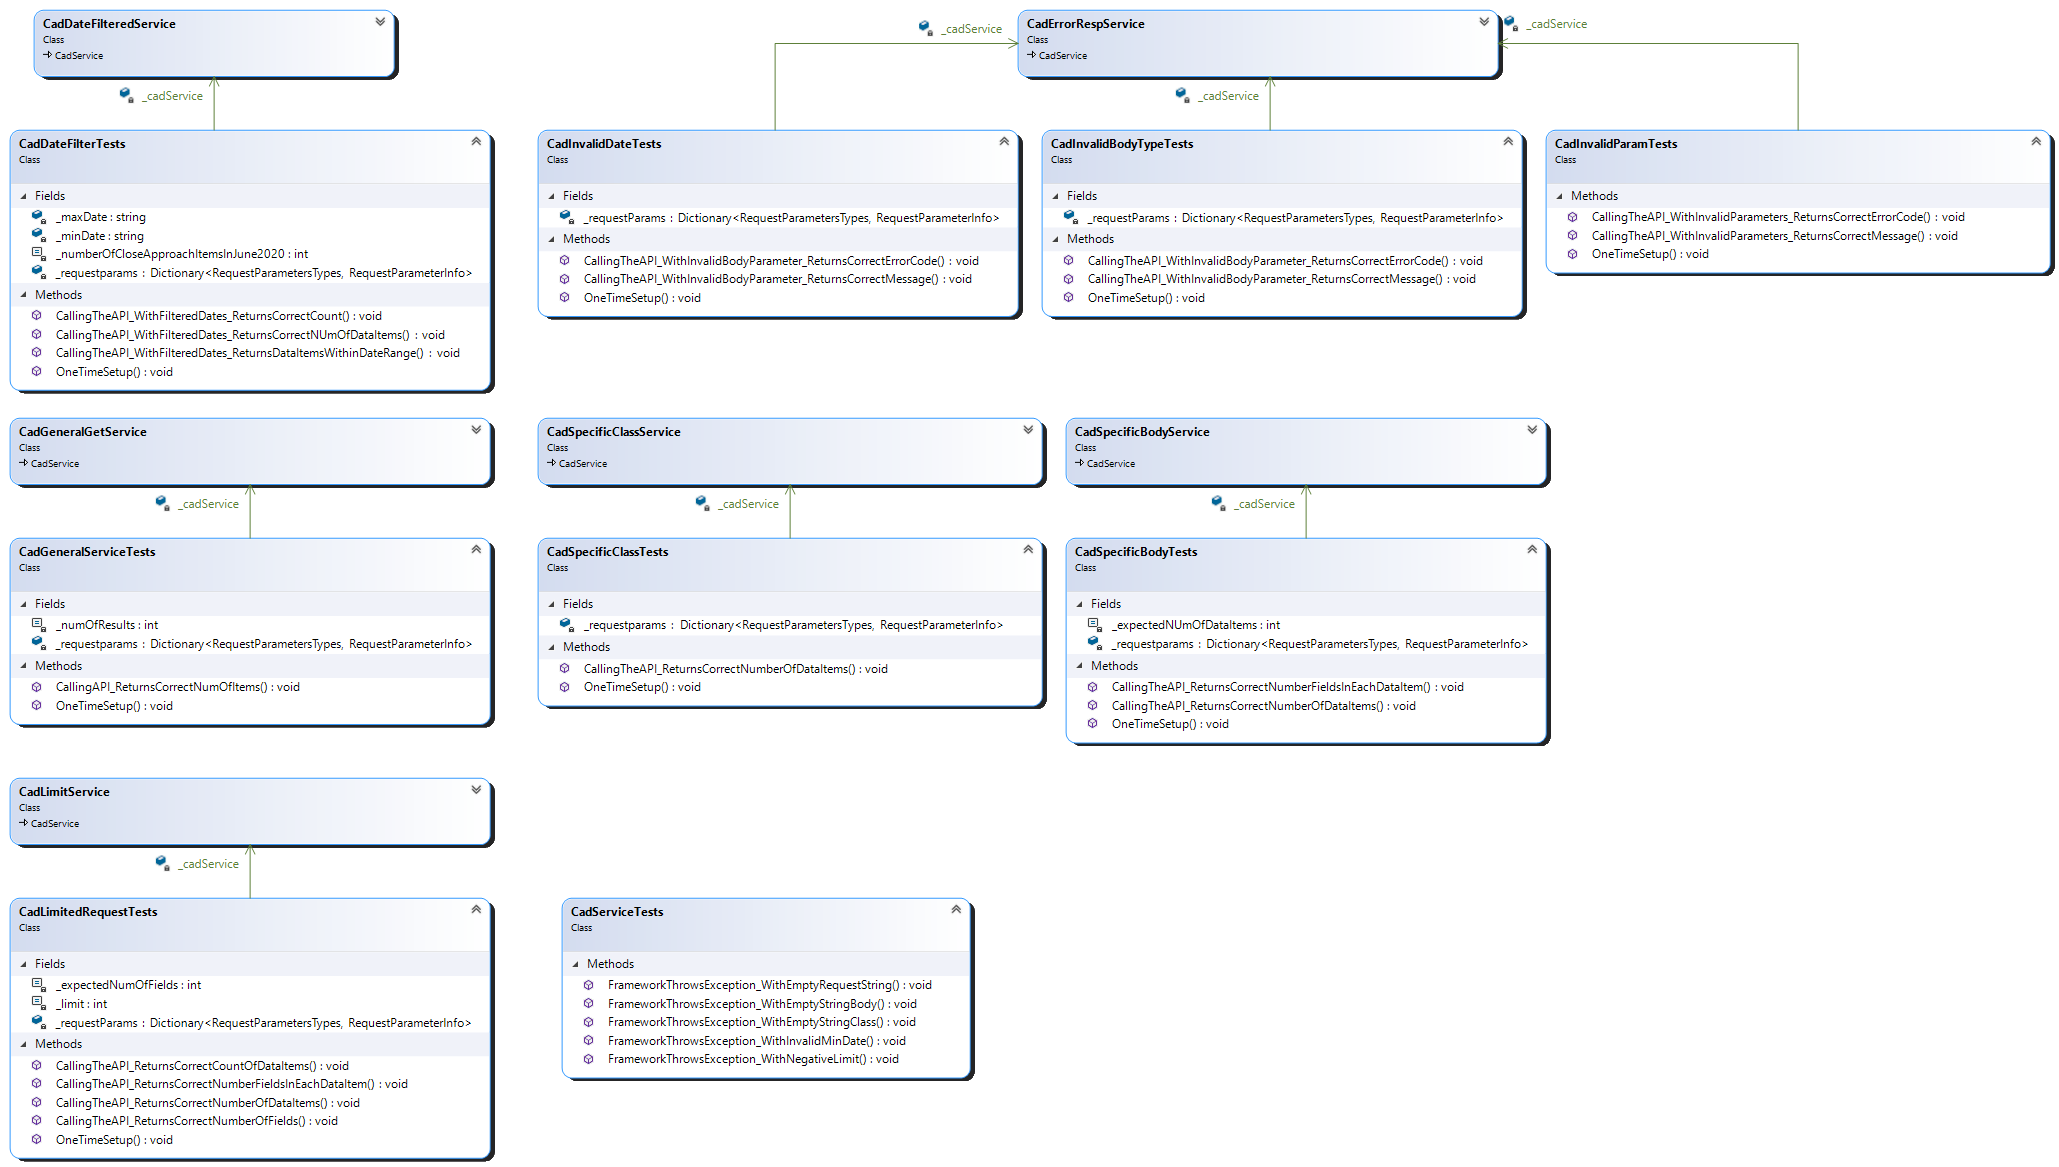 CadDateFilteredService
Class
CadService
_cadService
CadErrorRespService
Class
CadService
_cadService
_cadService
_cadService
CadDateFilterTests
Class
Fields
_maxDate : string
_minDate : string
_numberOfCloseApproachItemsInJune2020 : int
_requestparams : Dictionary<RequestParametersTypes, RequestParameterInfo>
Methods
CallingTheAPI_WithFilteredDates_ReturnsCorrectCount() : void
CallingTheAPI_WithFilteredDates_ReturnsCorrectNUmOfDataItems() : void
CallingTheAPI_WithFilteredDates_ReturnsDataItemsWithinDateRange() : void
OneTimeSetup() : void
CadInvalidDateTests
Class
Fields
_requestParams : Dictionary<RequestParametersTypes, RequestParameterInfo>
Methods
CallingTheAPI_WithInvalidBodyParameter_ReturnsCorrectErrorCode() : void
CallingTheAPI_WithInvalidBodyParameter_ReturnsCorrectMessage() : void
OneTimeSetup() : void
CadInvalidBodyTypeTests
Class
Fields
_requestParams : Dictionary<RequestParametersTypes, RequestParameterInfo>
Methods
CallingTheAPI_WithInvalidBodyParameter_ReturnsCorrectErrorCode() : void
CallingTheAPI_WithInvalidBodyParameter_ReturnsCorrectMessage() : void
OneTimeSetup() : void
CadInvalidParamTests
Class
Methods
CallingTheAPI_WithInvalidParameters_ReturnsCorrectErrorCode() : void
CallingTheAPI_WithInvalidParameters_ReturnsCorrectMessage() : void
OneTimeSetup() : void
CadGeneralGetService
Class
CadService
_cadService
CadSpecificClassService
Class
CadService
_cadService
CadSpecificBodyService
Class
CadService
_cadService
CadGeneralServiceTests
Class
Fields
_numOfResults : int
_requestparams : Dictionary<RequestParametersTypes, RequestParameterInfo>
Methods
CallingAPI_ReturnsCorrectNumOfItems() : void
OneTimeSetup() : void
CadSpecificClassTests
Class
Fields
_requestparams : Dictionary<RequestParametersTypes, RequestParameterInfo>
Methods
CallingTheAPI_ReturnsCorrectNumberOfDataItems() : void
OneTimeSetup() : void
CadSpecificBodyTests
Class
Fields
_expectedNUmOfDataItems : int
_requestparams : Dictionary<RequestParametersTypes, RequestParameterInfo>
Methods
CallingTheAPI_ReturnsCorrectNumberFieldsInEachDataItem() : void
CallingTheAPI_ReturnsCorrectNumberOfDataItems() : void
OneTimeSetup() : void
CadLimitService
Class
CadService
_cadService
CadLimitedRequestTests
Class
Fields
_expectedNumOfFields : int
_limit : int
_requestParams : Dictionary<RequestParametersTypes, RequestParameterInfo>
Methods
CallingTheAPI_ReturnsCorrectCountOfDataItems() : void
CallingTheAPI_ReturnsCorrectNumberFieldsInEachDataItem() : void
CallingTheAPI_ReturnsCorrectNumberOfDataItems() : void
CallingTheAPI_ReturnsCorrectNumberOfFields() : void
OneTimeSetup() : void
CadServiceTests
Class
Methods
FrameworkThrowsException_WithEmptyRequestString() : void
FrameworkThrowsException_WithEmptyStringBody() : void
FrameworkThrowsException_WithEmptyStringClass() : void
FrameworkThrowsException_WithInvalidMinDate() : void
FrameworkThrowsException_WithNegativeLimit() : void